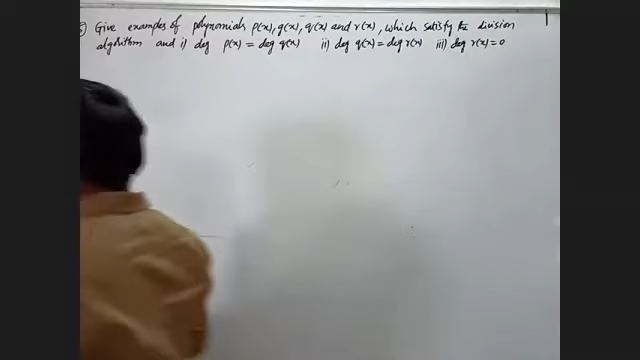 Give examples of polynomials p(x), g(x), q(x) and r(x), which satisfy the division
algorithm and i) deg p(x) = deg q(x) ii) deg q(x) = deg r(x) iii) deg r(x) = 0